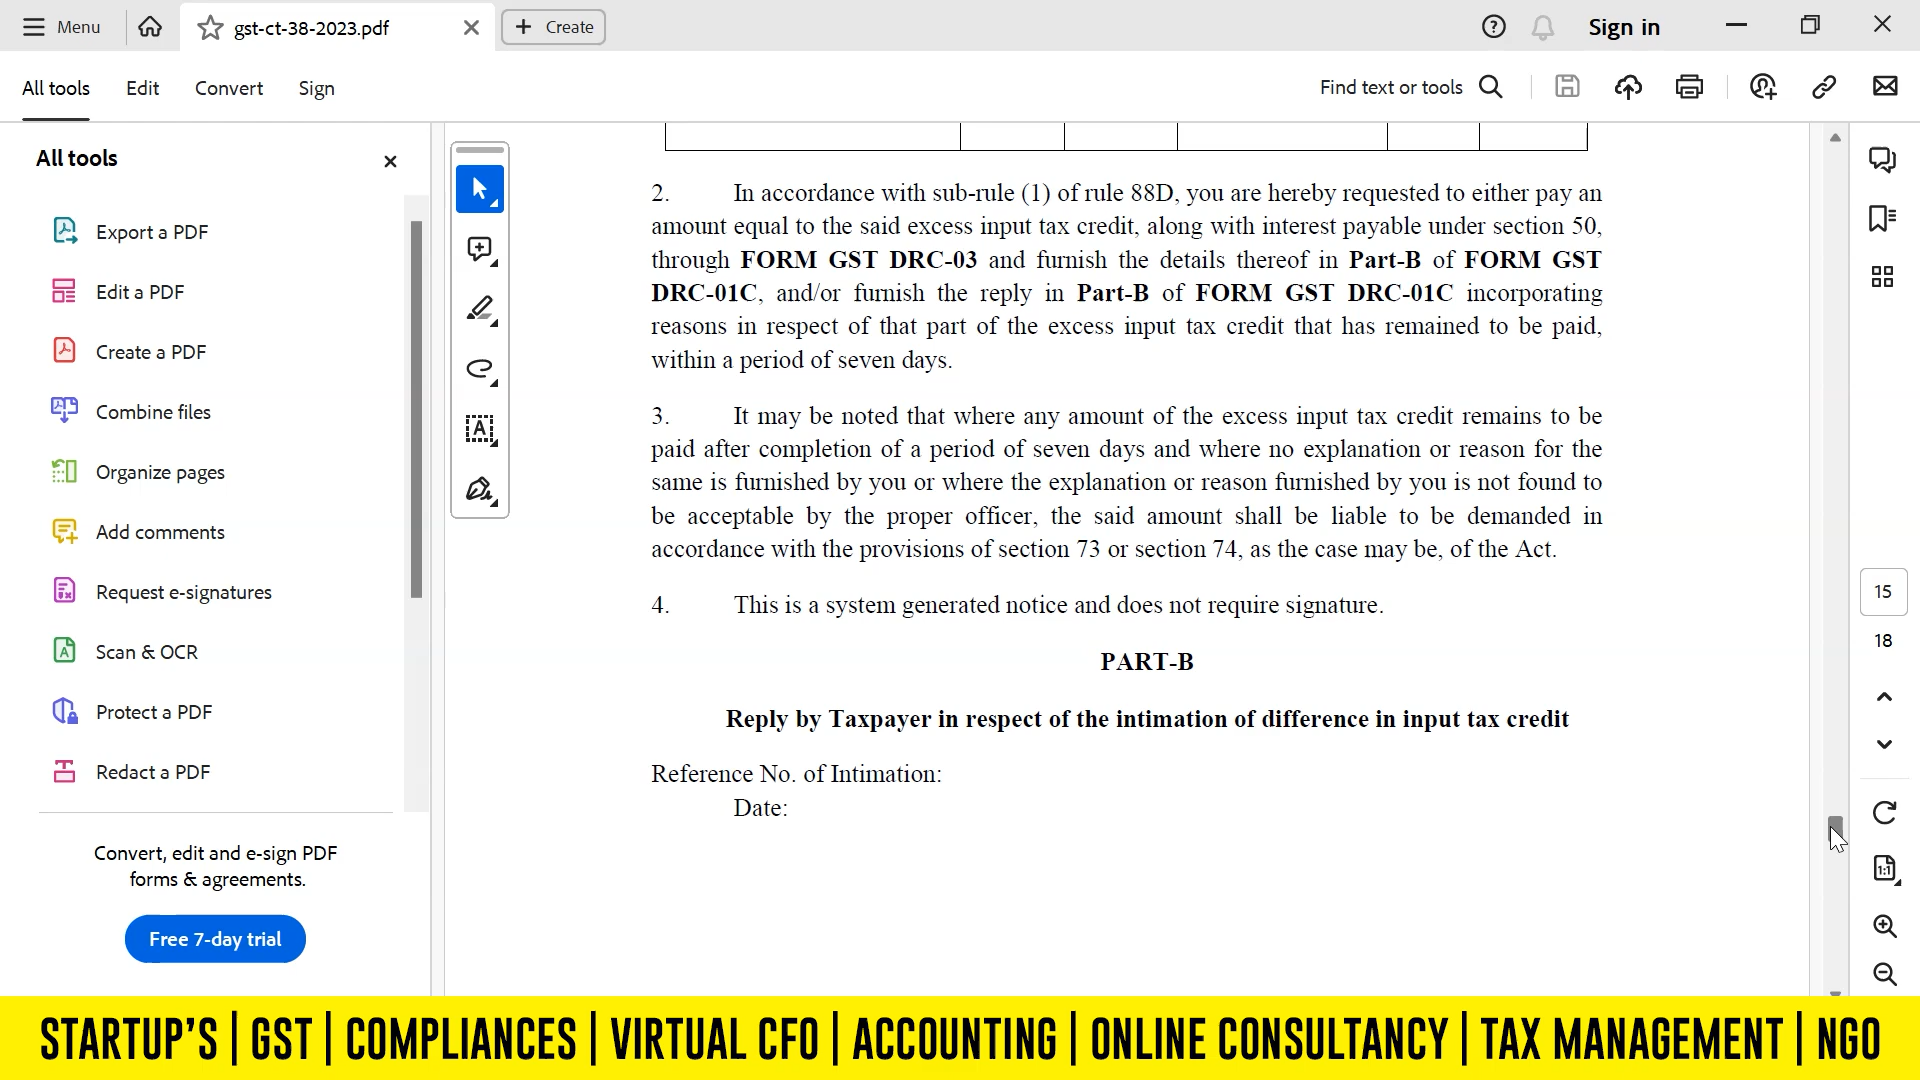 Menu
gst-ct-38-2023.pdf
Create
Sign in
All tools
Edit
Convert
Sign
Find text or tools
All tools
Export a PDF
Edit a PDF
Create a PDF
Combine files
Organize pages
Add comments
Request e-signatures
Scan & OCR
Protect a PDF
Redact a PDF
Convert, edit and e-sign PDF
forms & agreements.
Free 7-day trial
2. In accordance with sub-rule (1) of rule 88D, you are hereby requested to either pay an
amount equal to the said excess input tax credit, along with interest payable under section 50,
through FORM GST DRC-03 and furnish the details thereof in Part-B of FORM GST
DRC-01C, and/or furnish the reply in Part-B of FORM GST DRC-01C incorporating
reasons in respect of that part of the excess input tax credit that has remained to be paid,
within a period of seven days.
3. It may be noted that where any amount of the excess input tax credit remains to be
paid after completion of a period of seven days and where no explanation or reason for the
same is furnished by you or where the explanation or reason furnished by you is not found to
be acceptable by the proper officer, the said amount shall be liable to be demanded in
accordance with the provisions of section 73 or section 74, as the case may be, of the Act.
4. This is a system generated notice and does not require signature.
PART-B
Reply by Taxpayer in respect of the intimation of difference in input tax credit
Reference No. of Intimation:
Date:
15
18
1:1
STARTUP'S | GST | COMPLIANCES | VIRTUAL CFO | ACCOUNTING | ONLINE CONSULTANCY | TAX MANAGEMENT | NGO